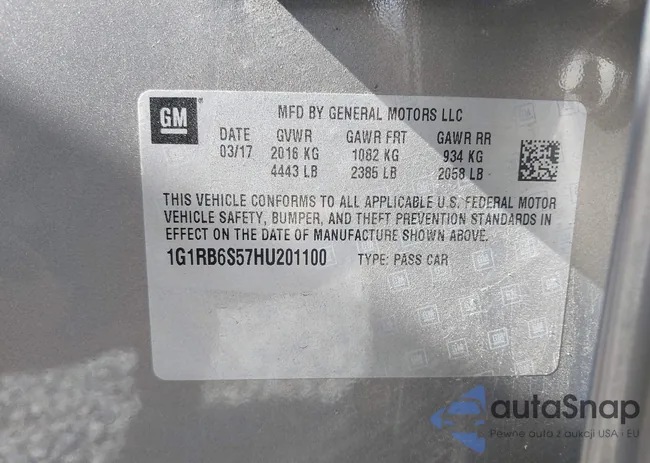 GM
MFD BY GENERAL MOTORS LLC
DATE GVWR GAWR FRT GAWR RR
03/17 2016 KG 1082 KG 934 KG
4443 LB 2385 LB 2058 LB
THIS VEHICLE CONFORMS TO ALL APPLICABLE U.S. FEDERAL MOTOR
VEHICLE SAFETY, BUMPER, AND THEFT PREVENTION STANDARDS IN
EFFECT ON THE DATE OF MANUFACTURE SHOWN ABOVE.
1G1RB6S57HU201100 TYPE: PASS CAR
autaSnap
Pewne auta z aukcji USA i EU